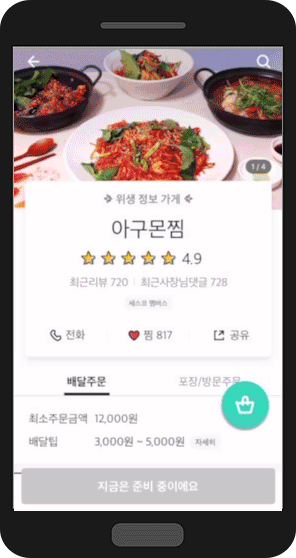 1 / 4
위생 정보 가게
아구몬찜
4.9
최근리뷰 720 | 최근사장님댓글 728
세스코 멤버스
전화 찜 817 공유
배달주문 포장/방문주문
최소주문금액 12,000원
배달팁 3,000원 ~ 5,000원 자세히
지금은 준비 중이에요